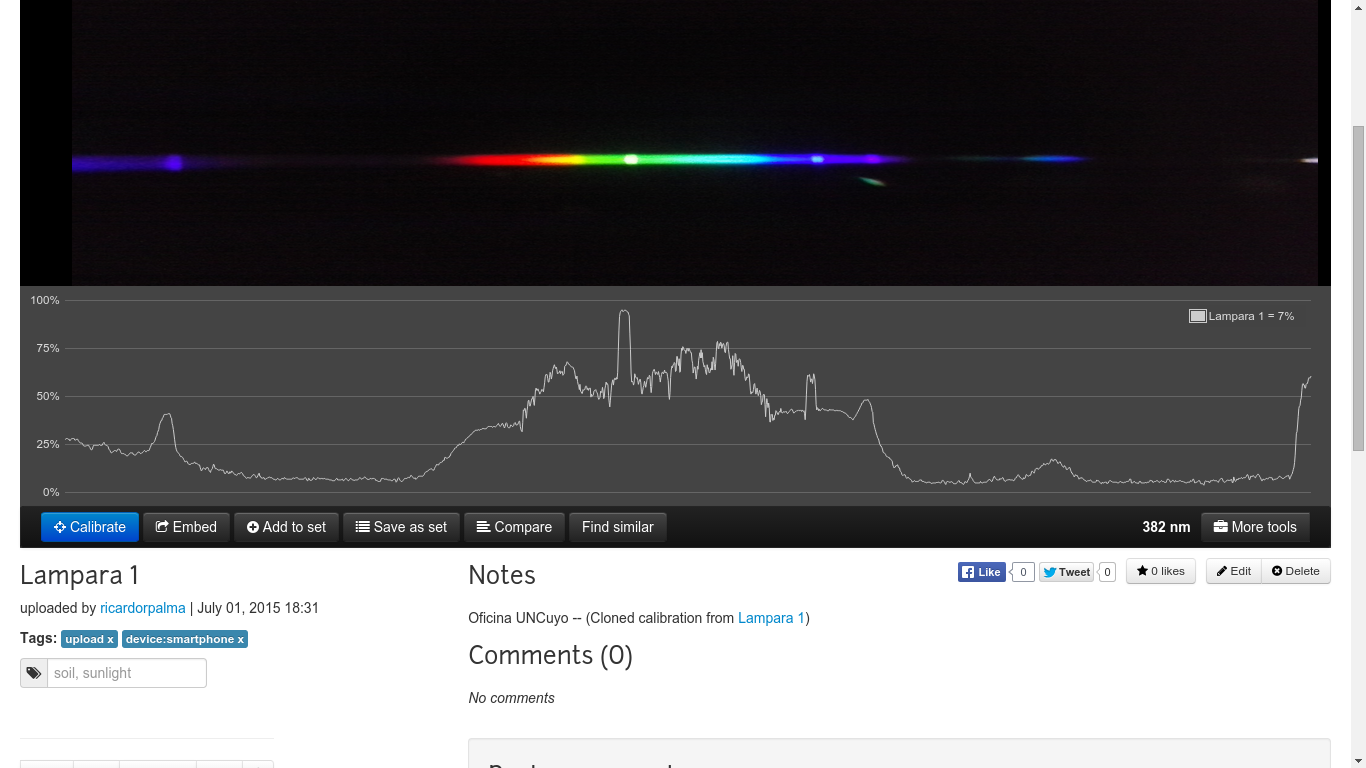 100%
Lampara 1 = 7%
75%
50%
25%
0%
Calibrate Embed Add to set Save as set Compare Find similar 382 nm More tools
Lampara 1
uploaded by ricardorpalma | July 01, 2015 18:31
Tags: upload x device:smartphone x
soil, sunlight
Notes
Like 0 Tweet 0 0 likes Edit Delete
Oficina UNCuyo -- (Cloned calibration from Lampara 1)
Comments (0)
No comments